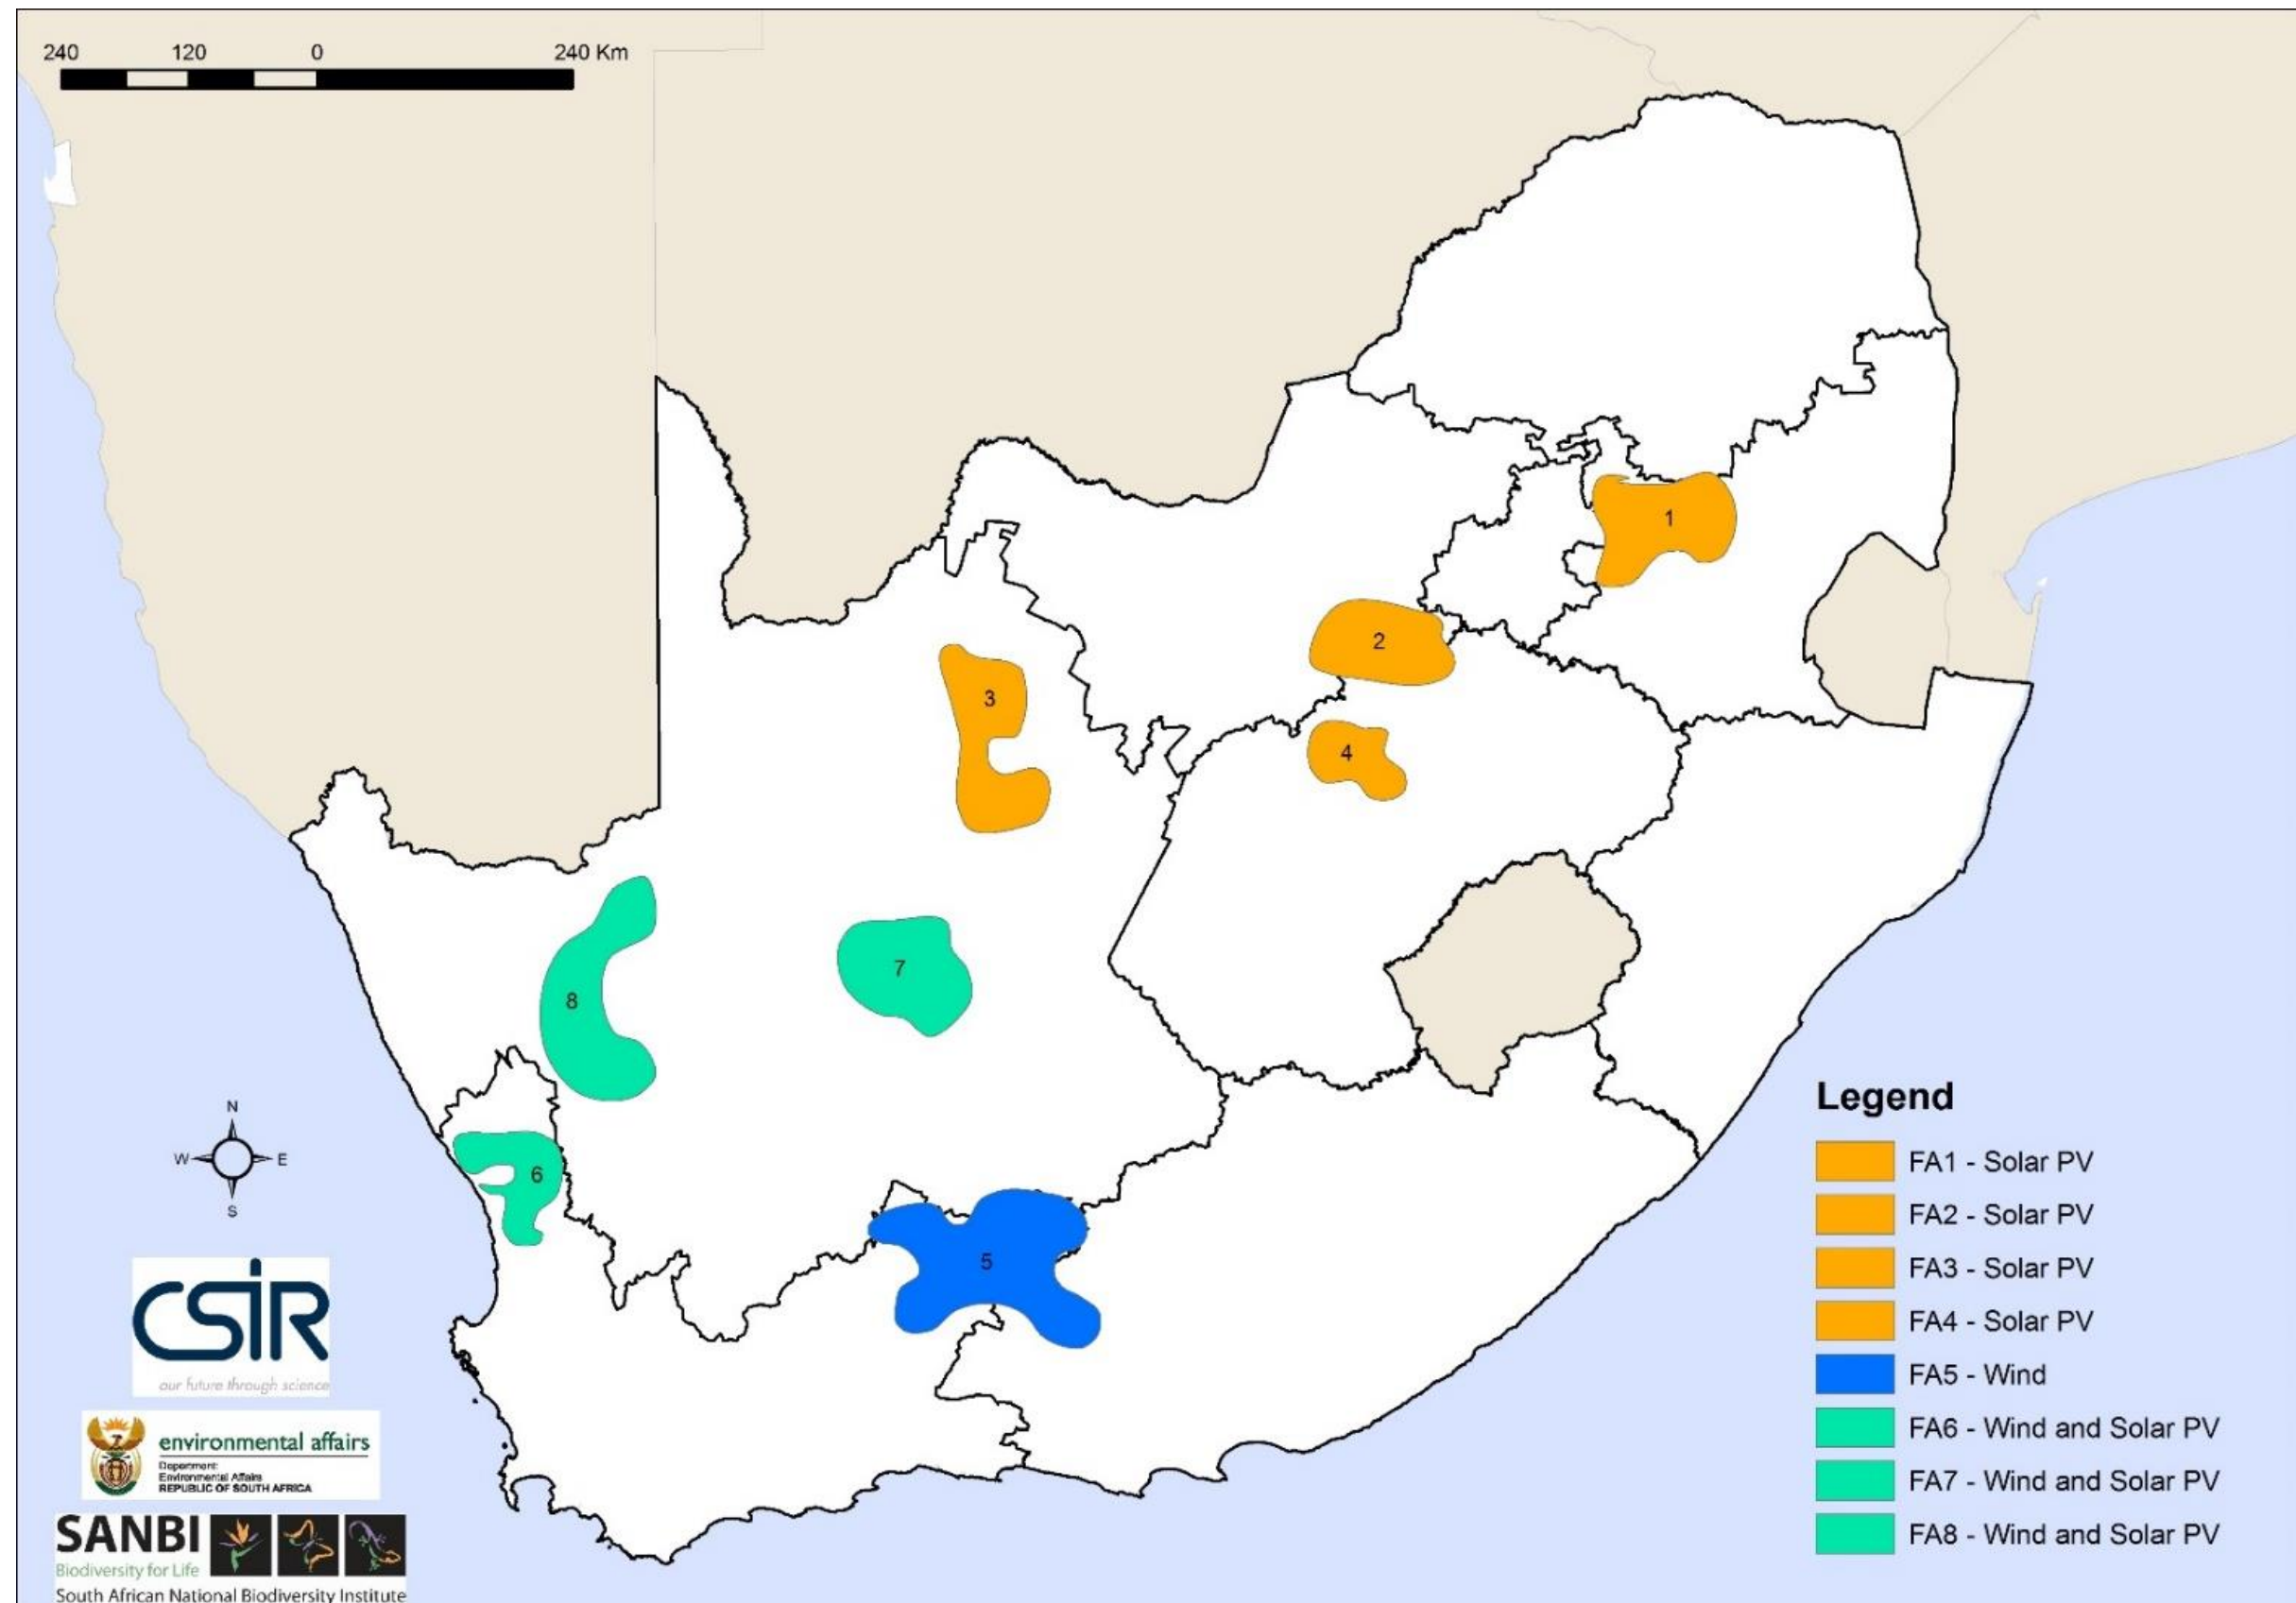 240 120 0 240 Km
1
2
3
4
7
8
6
5
N
W E
S
CSIR
our future through science
environmental affairs
Department:
Environmental Affairs
REPUBLIC OF SOUTH AFRICA
SANBI
Biodiversity for Life
South African National Biodiversity Institute
Legend
FA1 - Solar PV
FA2 - Solar PV
FA3 - Solar PV
FA4 - Solar PV
FA5 - Wind
FA6 - Wind and Solar PV
FA7 - Wind and Solar PV
FA8 - Wind and Solar PV